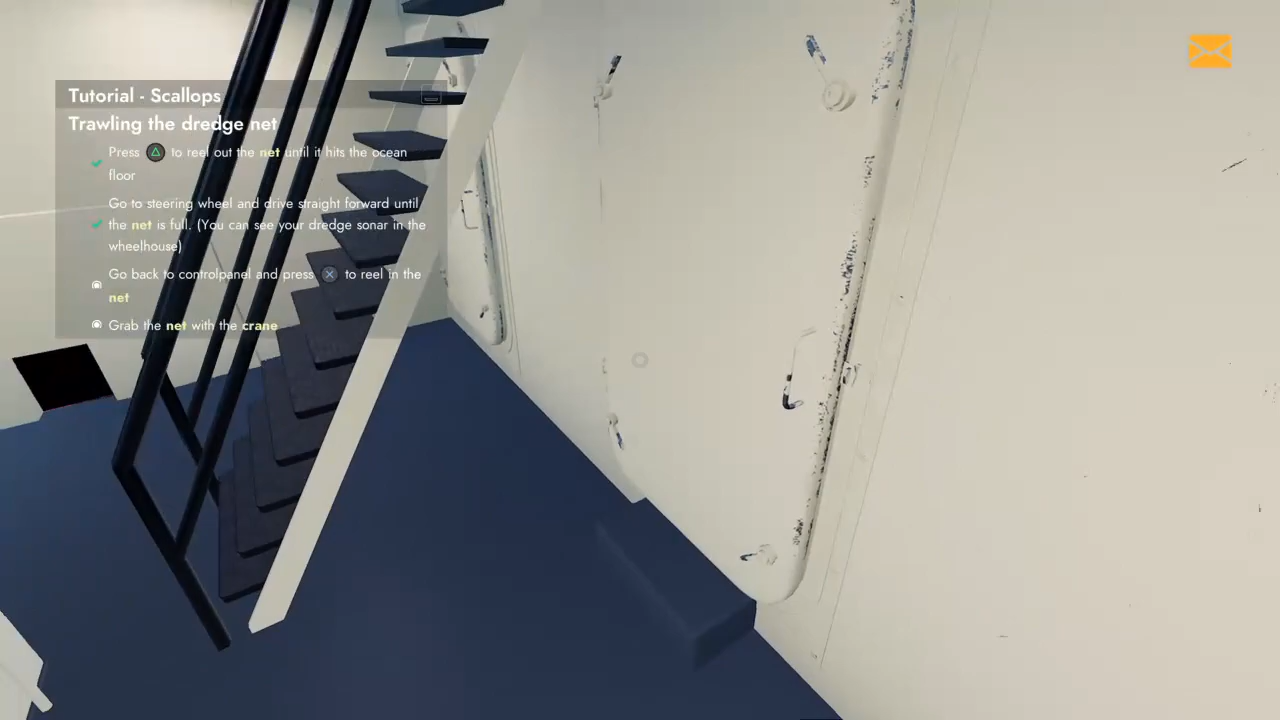 Tutorial - Scallops
Trawling the dredge net
Press △ to reel out the net until it hits the ocean
floor
Go to steering wheel and drive straight forward until
the net is full. (You can see your dredge sonar in the
wheelhouse)
Go back to controlpanel and press ✕ to reel in the
net
Grab the net with the crane